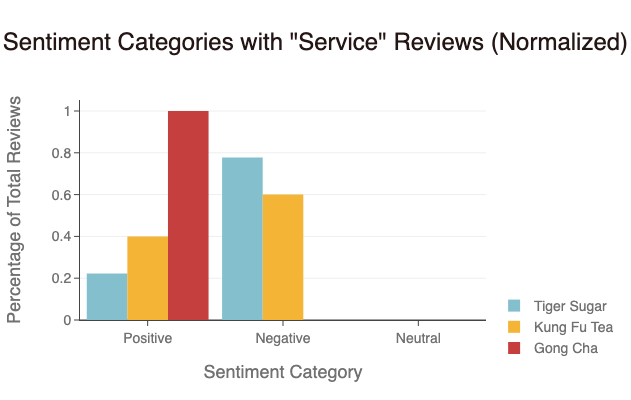 Sentiment Categories with "Service" Reviews (Normalized)
Percentage of Total Reviews
1
0.8
0.6
0.4
0.2
0
Positive
Negative
Neutral
Sentiment Category
Tiger Sugar
Kung Fu Tea
Gong Cha